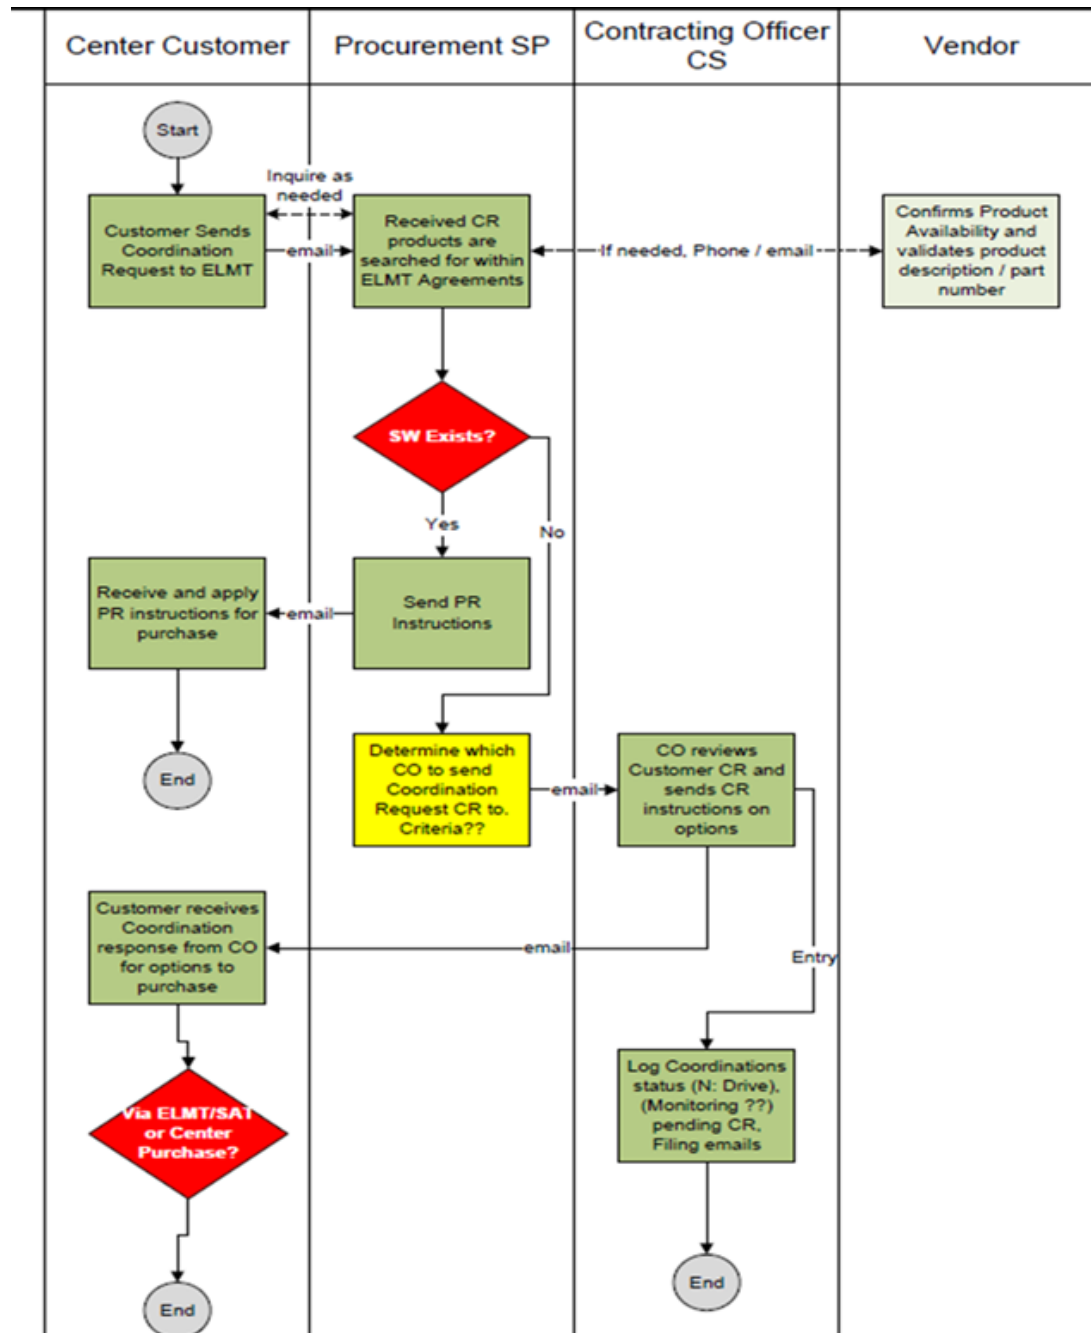 Center Customer
Procurement SP
Contracting Officer
CS
Vendor
Start
Inquire as
needed
Customer Sends
Coordination
Request to ELMT
email
Received CR
products are
searched for within
ELMT Agreements
If needed, Phone / email
Confirms Product
Availability and
validates product
description / part
number
SW Exists?
Yes
No
Receive and apply
PR instructions for
purchase
email
Send PR
Instructions
End
Determine which
CO to send
Coordination
Request CR to.
Criteria??
email
CO reviews
Customer CR and
sends CR
instructions on
options
Customer receives
Coordination
response from CO
for options to
purchase
email
Entry
Via ELMT/SAT
or Center
Purchase?
Log Coordinations
status (N: Drive),
(Monitoring ??)
pending CR,
Filing emails
End
End